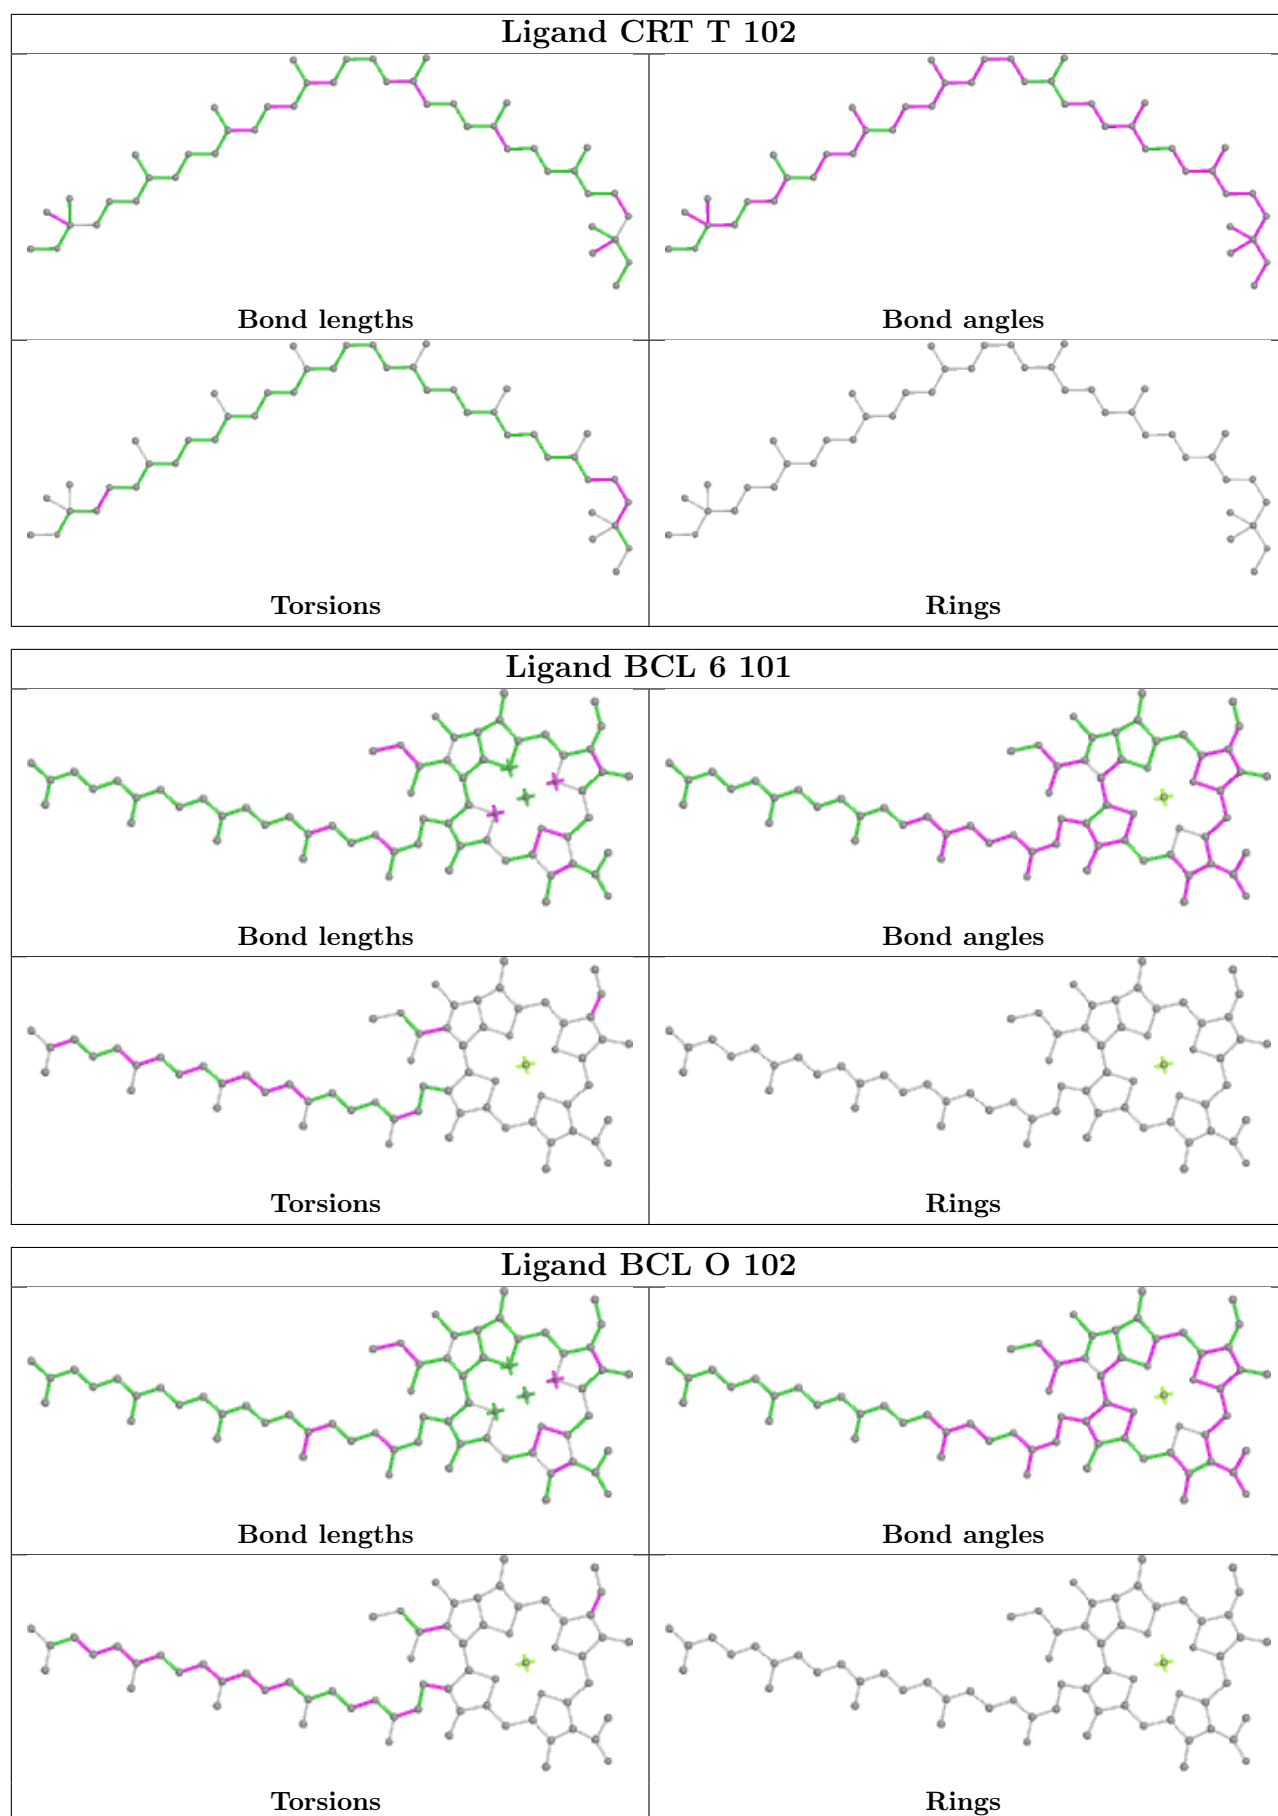 Ligand CRT T 102
Bond lengths
Bond angles
Torsions
Rings
Ligand BCL 6 101
Bond lengths
Bond angles
Torsions
Rings
Ligand BCL O 102
Bond lengths
Bond angles
Torsions
Rings